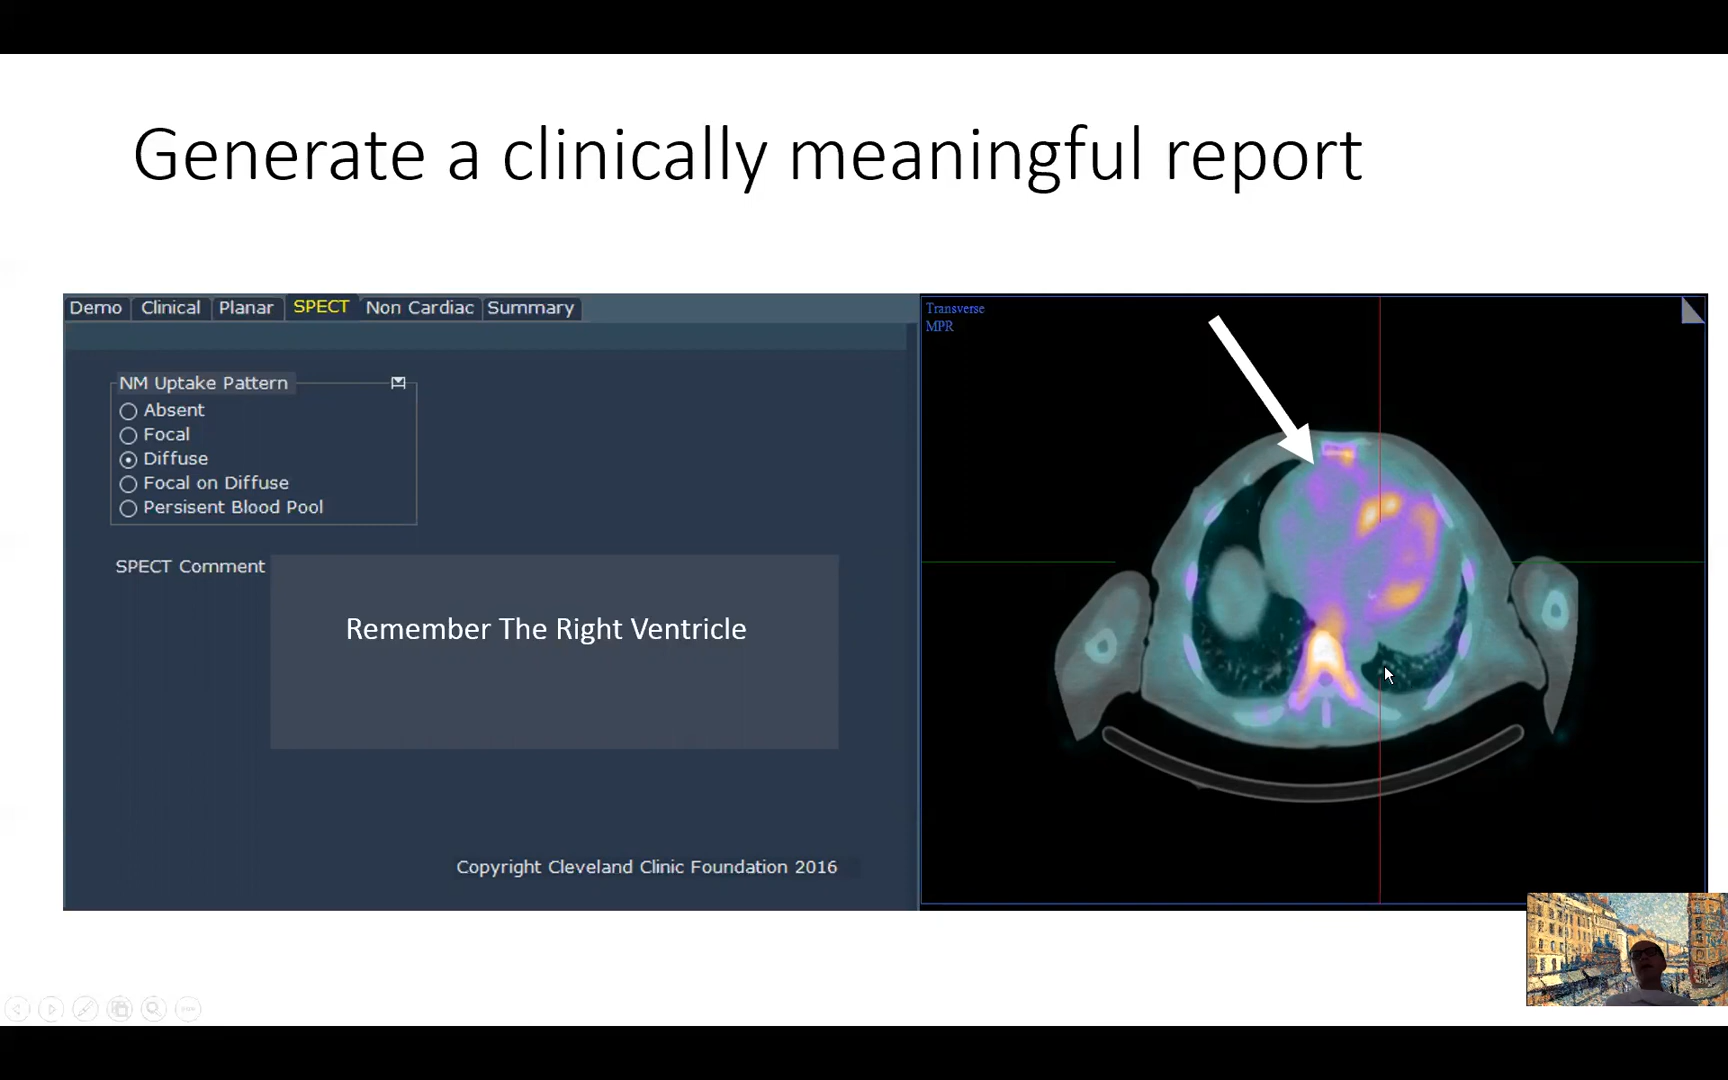 Generate a clinically meaningful report
Demo Clinical Planar SPECT Non Cardiac Summary
NM Uptake Pattern
Absent
Focal
Diffuse
Focal on Diffuse
Persisent Blood Pool
SPECT Comment
Remember The Right Ventricle
Copyright Cleveland Clinic Foundation 2016
Transverse
MPR